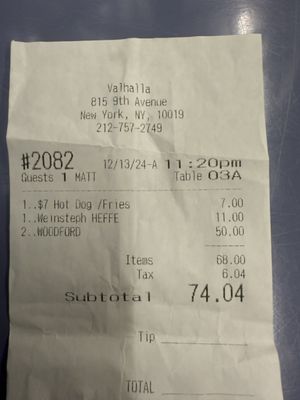 Valhalla
815 9th Avenue
New York, NY, 10019
212-757-2749
#2082 12/13/24-A 11:20pm
Guests 1 MATT Table 03A
1..$7 Hot Dog /Fries 7.00
1..Weinsteph HEFFE 11.00
2..WOODFORD 50.00
Items 68.00
Tax 6.04
Subtotal 74.04
Tip
TOTAL